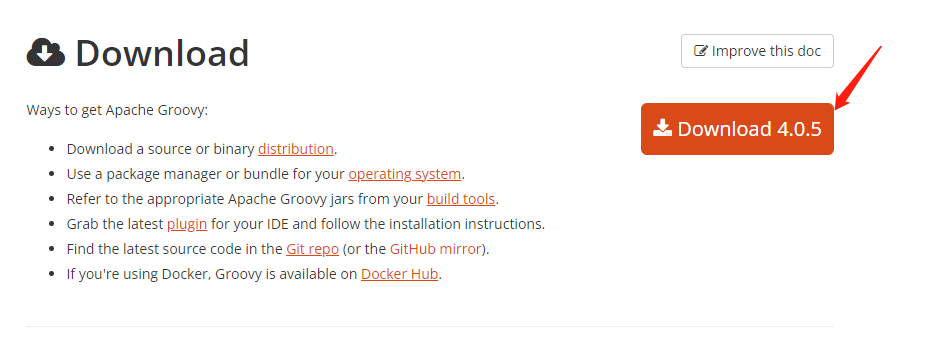 Download
Improve this doc
Ways to get Apache Groovy:
Download 4.0.5
Download a source or binary distribution.
Use a package manager or bundle for your operating system.
Refer to the appropriate Apache Groovy jars from your build tools.
Grab the latest plugin for your IDE and follow the installation instructions.
Find the latest source code in the Git repo (or the GitHub mirror).
If you're using Docker, Groovy is available on Docker Hub.